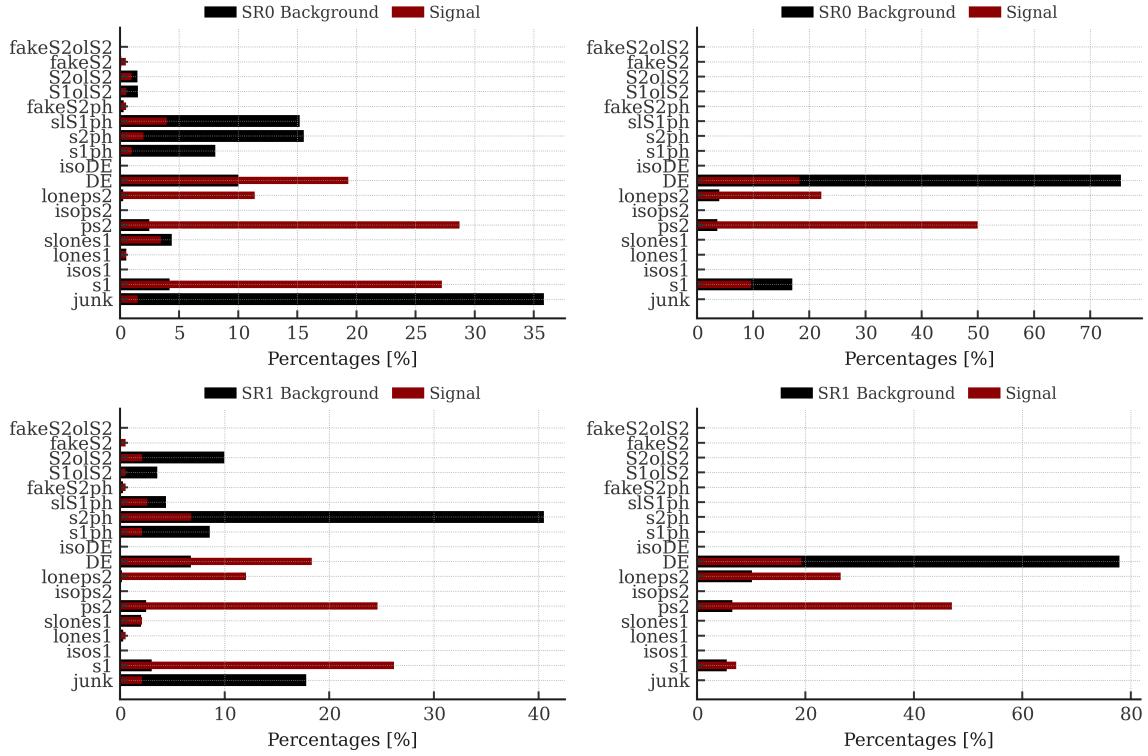 SR0 Background Signal
fakeS2olS2
fakeS2
S2olS2
S1olS2
fakeS2ph
slS1ph
s2ph
s1ph
isoDE
DE
loneps2
isops2
ps2
slones1
lones1
isos1
s1
junk
0 5 10 15 20 25 30 35
Percentages [%]
SR0 Background Signal
fakeS2olS2
fakeS2
S2olS2
S1olS2
fakeS2ph
slS1ph
s2ph
s1ph
isoDE
DE
loneps2
isops2
ps2
slones1
lones1
isos1
s1
junk
0 10 20 30 40 50 60 70
Percentages [%]
SR1 Background Signal
fakeS2olS2
fakeS2
S2olS2
S1olS2
fakeS2ph
slS1ph
s2ph
s1ph
isoDE
DE
loneps2
isops2
ps2
slones1
lones1
isos1
s1
junk
0 10 20 30 40
Percentages [%]
SR1 Background Signal
fakeS2olS2
fakeS2
S2olS2
S1olS2
fakeS2ph
slS1ph
s2ph
s1ph
isoDE
DE
loneps2
isops2
ps2
slones1
lones1
isos1
s1
junk
0 20 40 60 80
Percentages [%]